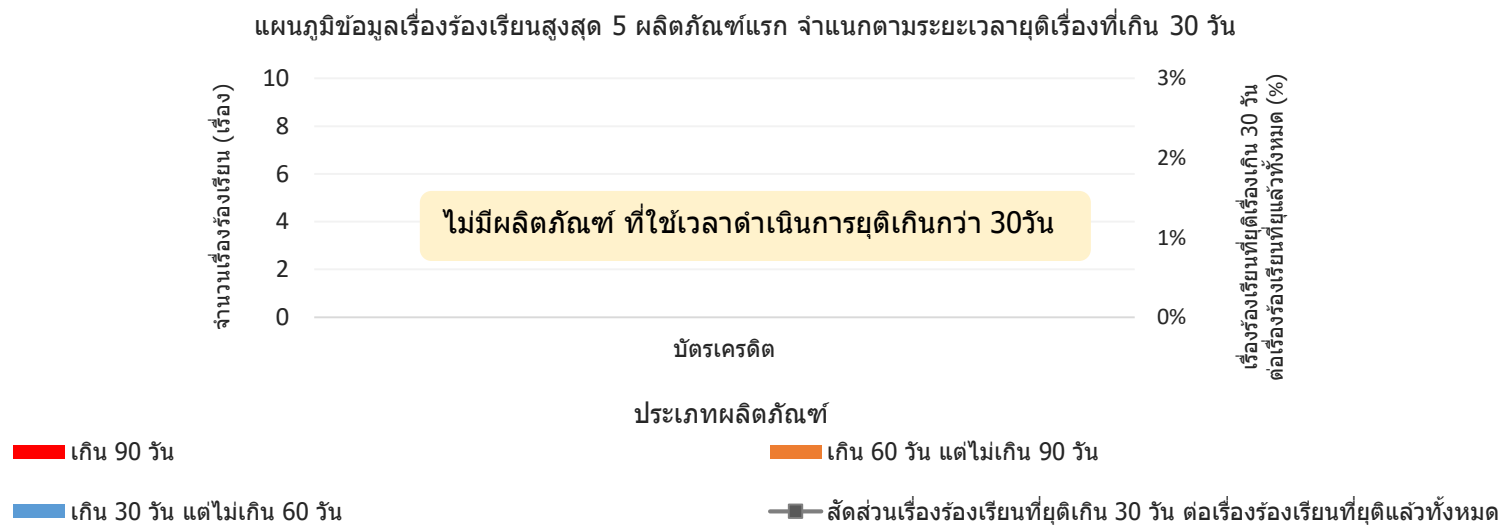 แผนภูมิข้อมูลเรื่องร้องเรียนสูงสุด 5 ผลิตภัณฑ์แรก จำแนกตามระยะเวลายุติเรื่องที่เกิน 30 วัน
จำนวนเรื่องร้องเรียน (เรื่อง)
10
8
6
4
2
0
ไม่มีผลิตภัณฑ์ ที่ใช้เวลาดำเนินการยุติเกินกว่า 30วัน
3%
2%
1%
0%
เรื่องร้องเรียนที่ยุติเรื่องเกิน 30 วัน
ต่อเรื่องร้องเรียนที่ยุแล้วทั้งหมด (%)
บัตรเครดิต
ประเภทผลิตภัณฑ์
เกิน 90 วัน
เกิน 60 วัน แต่ไม่เกิน 90 วัน
เกิน 30 วัน แต่ไม่เกิน 60 วัน
สัดส่วนเรื่องร้องเรียนที่ยุติเกิน 30 วัน ต่อเรื่องร้องเรียนที่ยุติแล้วทั้งหมด